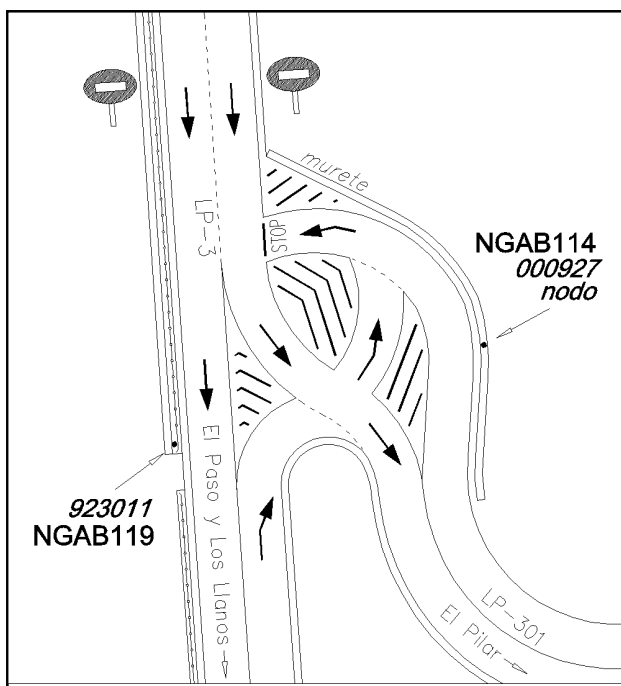 murete
LP-3
STOP
NGAB114
000927
nodo
El Paso y Los Llanos
923011
NGAB119
LP-301
El Pilar